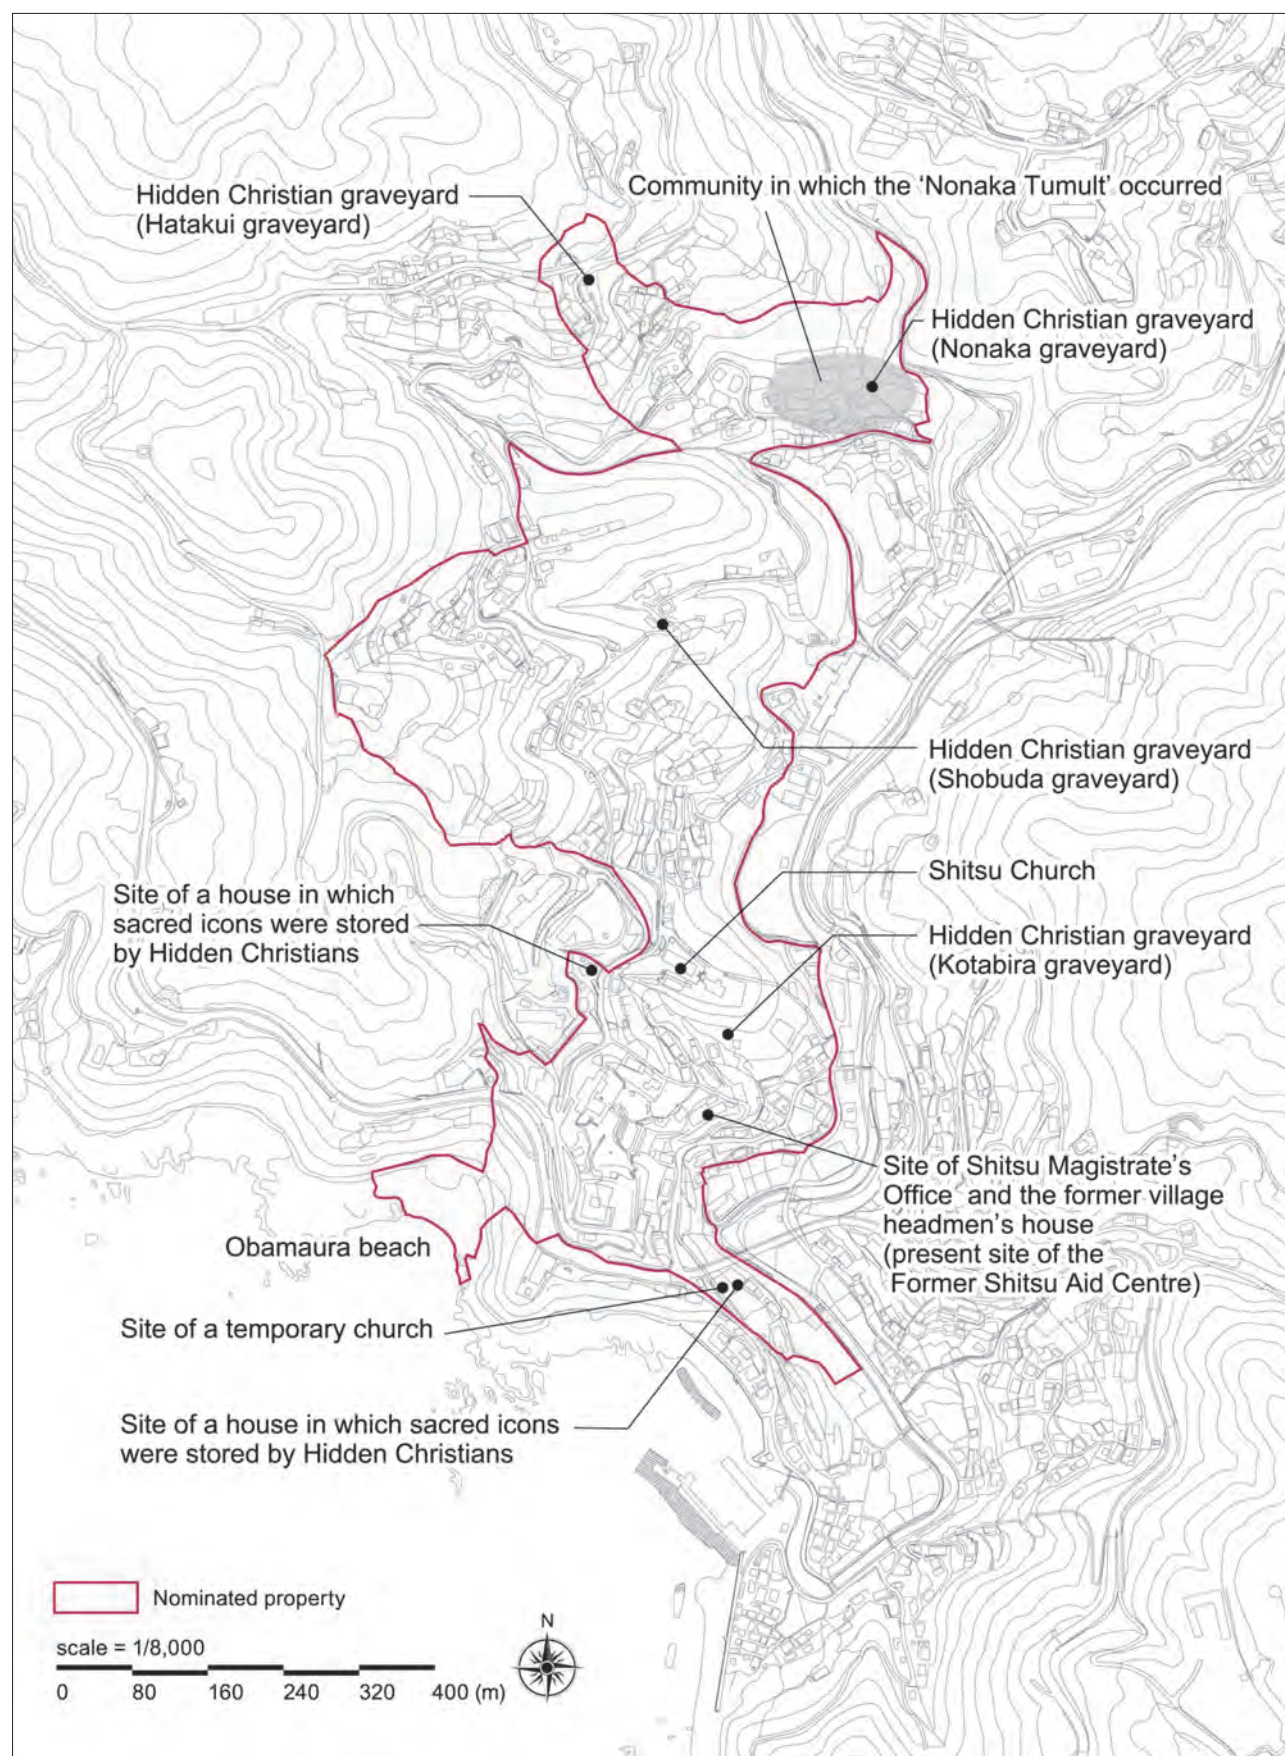 Hidden Christian graveyard
(Hatakui graveyard)
Community in which the ‘Nonaka Tumult’ occurred
Hidden Christian graveyard
(Nonaka graveyard)
Hidden Christian graveyard
(Shobuda graveyard)
Shitsu Church
Site of a house in which
sacred icons were stored
by Hidden Christians
Hidden Christian graveyard
(Kotabira graveyard)
Site of Shitsu Magistrate’s
Office and the former village
headmen’s house
(present site of the
Former Shitsu Aid Centre)
Obamaura beach
Site of a temporary church
Site of a house in which sacred icons
were stored by Hidden Christians
Nominated property
scale = 1/8,000
0 80 160 240 320 400 (m)
N